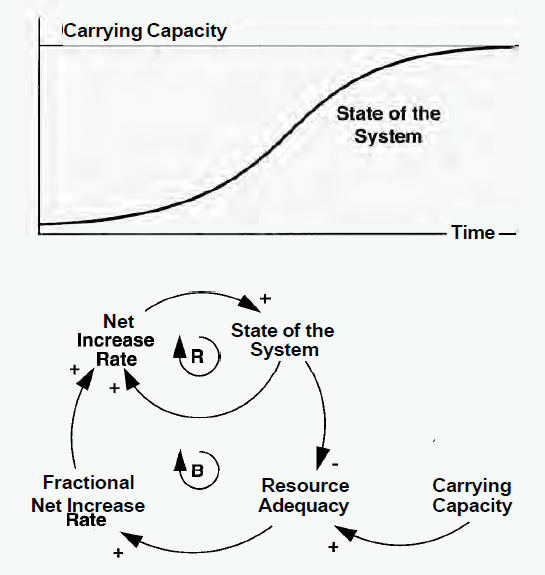 Carrying Capacity
State of the
System
Time
+
Net
Increase
Rate
R
State of the
System
+
+
B
-
Fractional
Net Increase
Rate
Resource
Adequacy
Carrying
Capacity
+
+